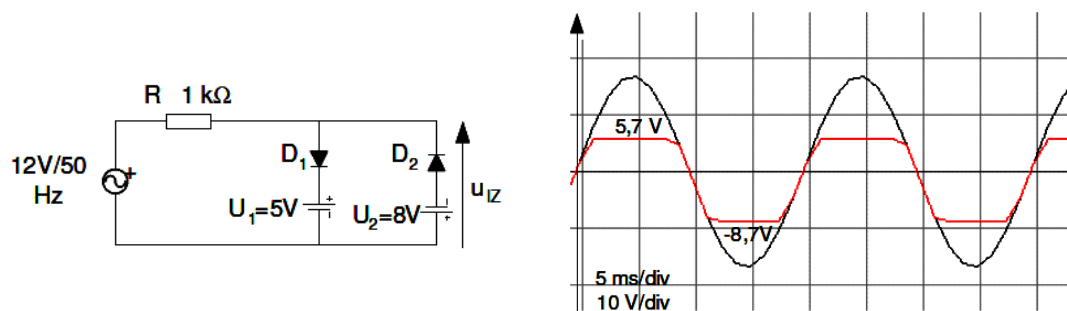 R 1 kΩ
12V/50
Hz
+
D1
D2
U1=5V
+
-
U2=8V
-
+
uIZ
5,7 V
-8,7V
5 ms/div
10 V/div